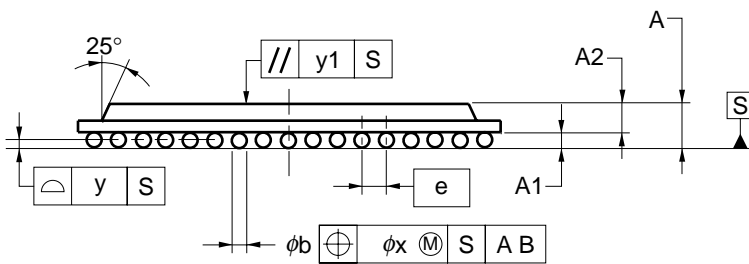 A
25°
// y1 S
A2
S
⌓ y S
e
A1
ϕb ⌖ ϕx Ⓜ S A B